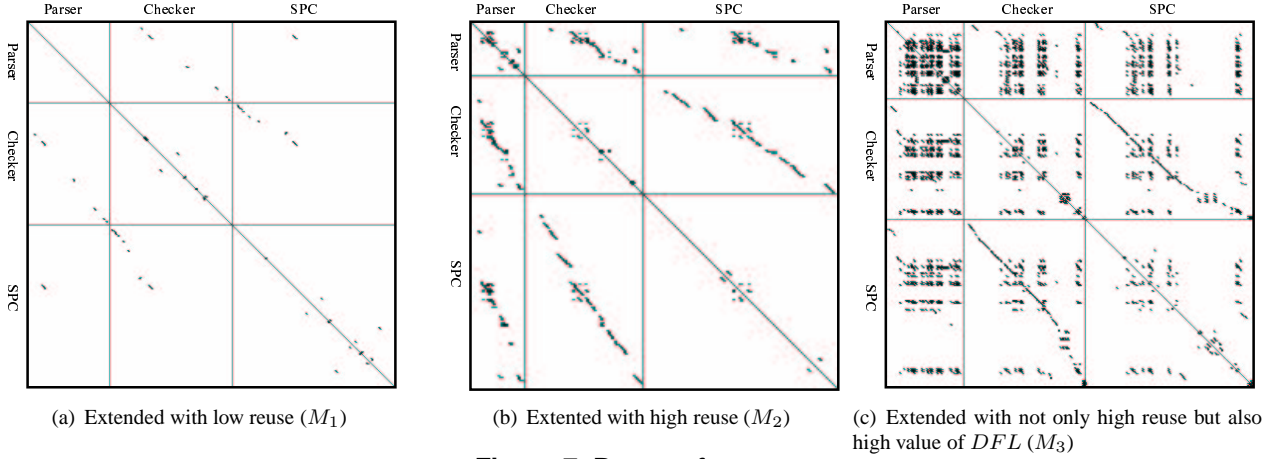 Parser Checker SPC
Parser
Checker
SPC
(a) Extended with low reuse (M1)
Parser Checker SPC
Parser
Checker
SPC
(b) Extented with high reuse (M2)
Parser Checker SPC
Parser
Checker
SPC
(c) Extended with not only high reuse but also
high value of DFL (M3)